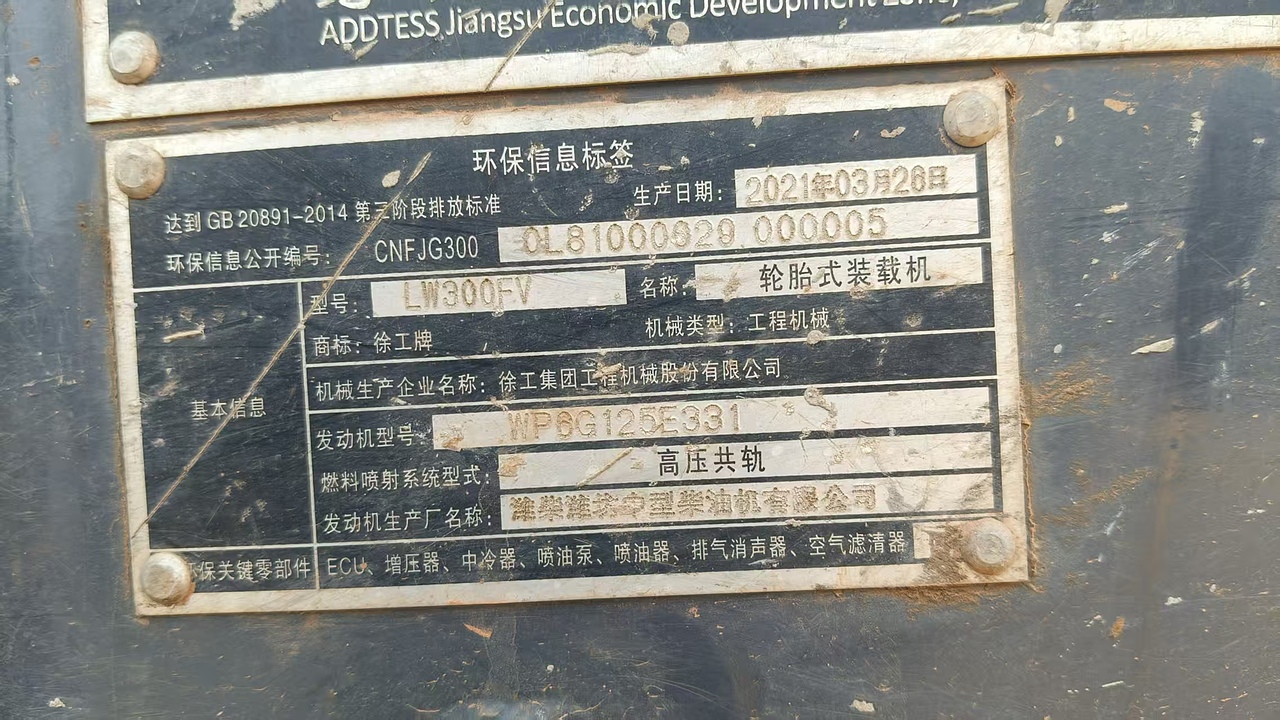 ADDTESS Jiangsu Economic Development Zone,
环保信息标签
达到 GB 20891-2014 第三阶段排放标准 生产日期: 2021年03月26日
环保信息公开编号: CNFJG300 0L81000029 000005
型号: LW300FV 名称: 轮胎式装载机
商标: 徐工牌 机械类型: 工程机械
基本信息
机械生产企业名称: 徐工集团工程机械股份有限公司
发动机型号 WP6G125E331
燃料喷射系统型式: 高压共轨
发动机生产厂名称: 潍柴潍坊中型柴油机有限公司
保关键零部件 ECU、增压器、中冷器、喷油泵、喷油器、排气消声器、空气滤清器